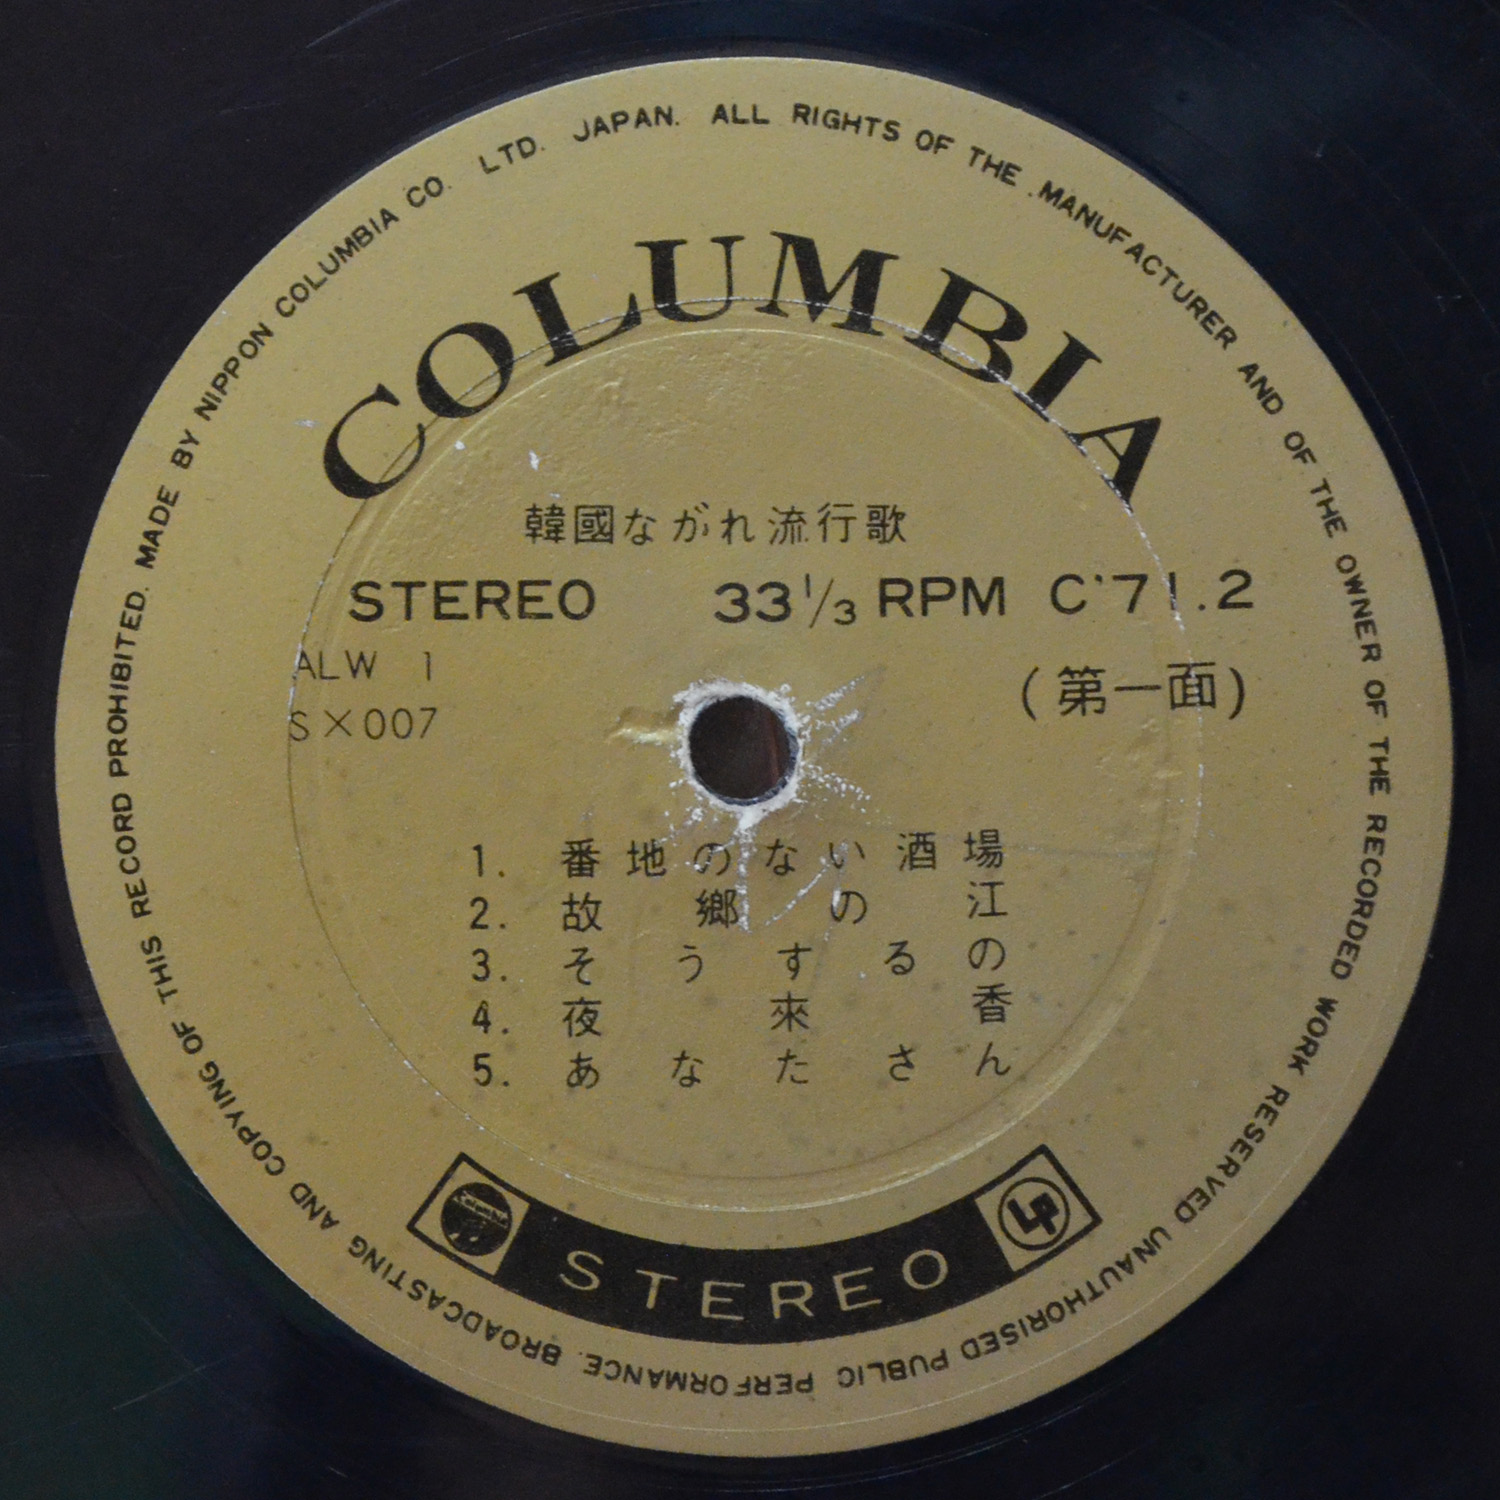 MADE BY NIPPON COLUMBIA CO. LTD. JAPAN. ALL RIGHTS OF THE MANUFACTURER AND OF THE OWNER OF THE RECORDED WORK RESERVED UNAUTHORISED PUBLIC PERFORMANCE. BROADCASTING AND COPYING OF THIS RECORD PROHIBITED.
COLUMBIA
韓國ながれ流行歌
STEREO 33 1/3 RPM C'71.2
ALW 1
(第一面)
S×007
1. 番地のない酒場
2. 故郷の江
3. そうするの
4. 夜來香
5. あなたさん
Columbia
STEREO
LP